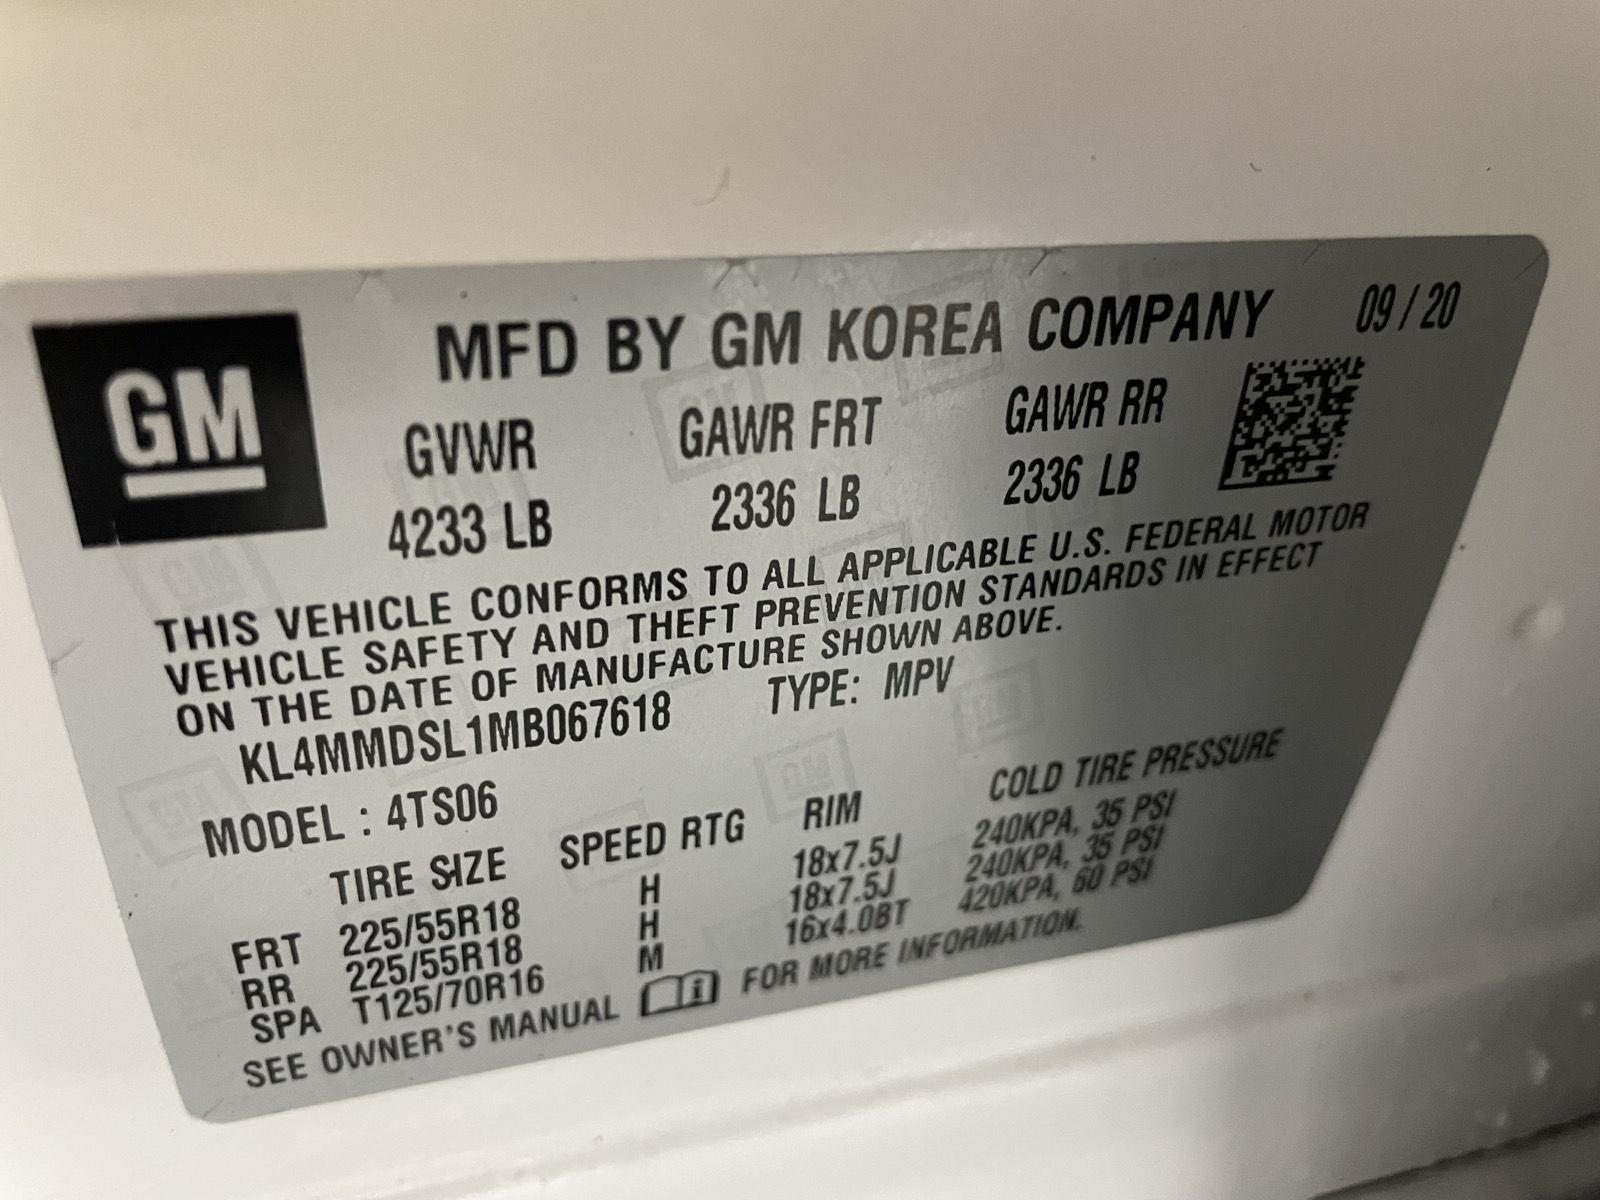 GM
MFD BY GM KOREA COMPANY 09/20
GVWR GAWR FRT GAWR RR
4233 LB 2336 LB 2336 LB
THIS VEHICLE CONFORMS TO ALL APPLICABLE U.S. FEDERAL MOTOR
VEHICLE SAFETY AND THEFT PREVENTION STANDARDS IN EFFECT
ON THE DATE OF MANUFACTURE SHOWN ABOVE.
KL4MMDSL1MB067618 TYPE: MPV
MODEL : 4TS06
TIRE SIZE SPEED RTG RIM COLD TIRE PRESSURE
FRT 225/55R18 H 18x7.5J 240KPA, 35 PSI
RR 225/55R18 H 18x7.5J 240KPA, 35 PSI
SPA T125/70R16 M 16x4.0BT 420KPA, 60 PSI
SEE OWNER'S MANUAL FOR MORE INFORMATION.